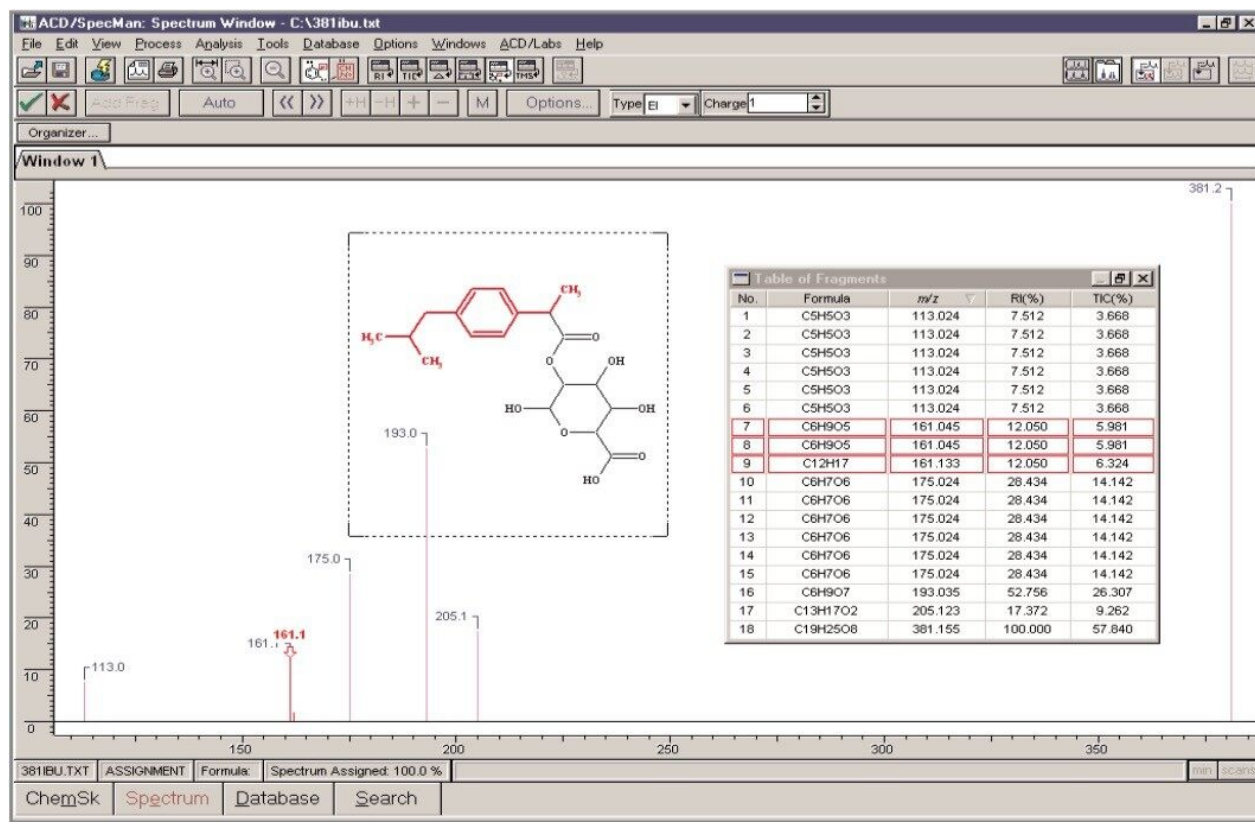 ACD/SpecMan: Spectrum Window - C:\381ibu.txt
File Edit View Process Analysis Tools Database Options Windows ACD/Labs Help
RI TIC TMS
Add Frag Auto << >> +H -H + - M Options... Type EI Charge 1
Organizer...
Window 1
100
90
80
70
60
50
40
30
20
10
0
381.2
CH3
H3C
CH3
O
O
OH
HO
OH
O
O
HO
193.0
175.0
205.1
161.1
161.
113.0
Table of Fragments
No. Formula m/z RI(%) TIC(%)
1 C5H5O3 113.024 7.512 3.668
2 C5H5O3 113.024 7.512 3.668
3 C5H5O3 113.024 7.512 3.668
4 C5H5O3 113.024 7.512 3.668
5 C5H5O3 113.024 7.512 3.668
6 C5H5O3 113.024 7.512 3.668
7 C6H9O5 161.045 12.050 5.981
8 C6H9O5 161.045 12.050 5.981
9 C12H17 161.133 12.050 6.324
10 C6H7O6 175.024 28.434 14.142
11 C6H7O6 175.024 28.434 14.142
12 C6H7O6 175.024 28.434 14.142
13 C6H7O6 175.024 28.434 14.142
14 C6H7O6 175.024 28.434 14.142
15 C6H7O6 175.024 28.434 14.142
16 C6H9O7 193.035 52.756 26.307
17 C13H17O2 205.123 17.372 9.262
18 C19H25O8 381.155 100.000 57.840
150 200 250 300 350
381IBU.TXT ASSIGNMENT Formula: Spectrum Assigned: 100.0 % min scans
ChemSk Spectrum Database Search